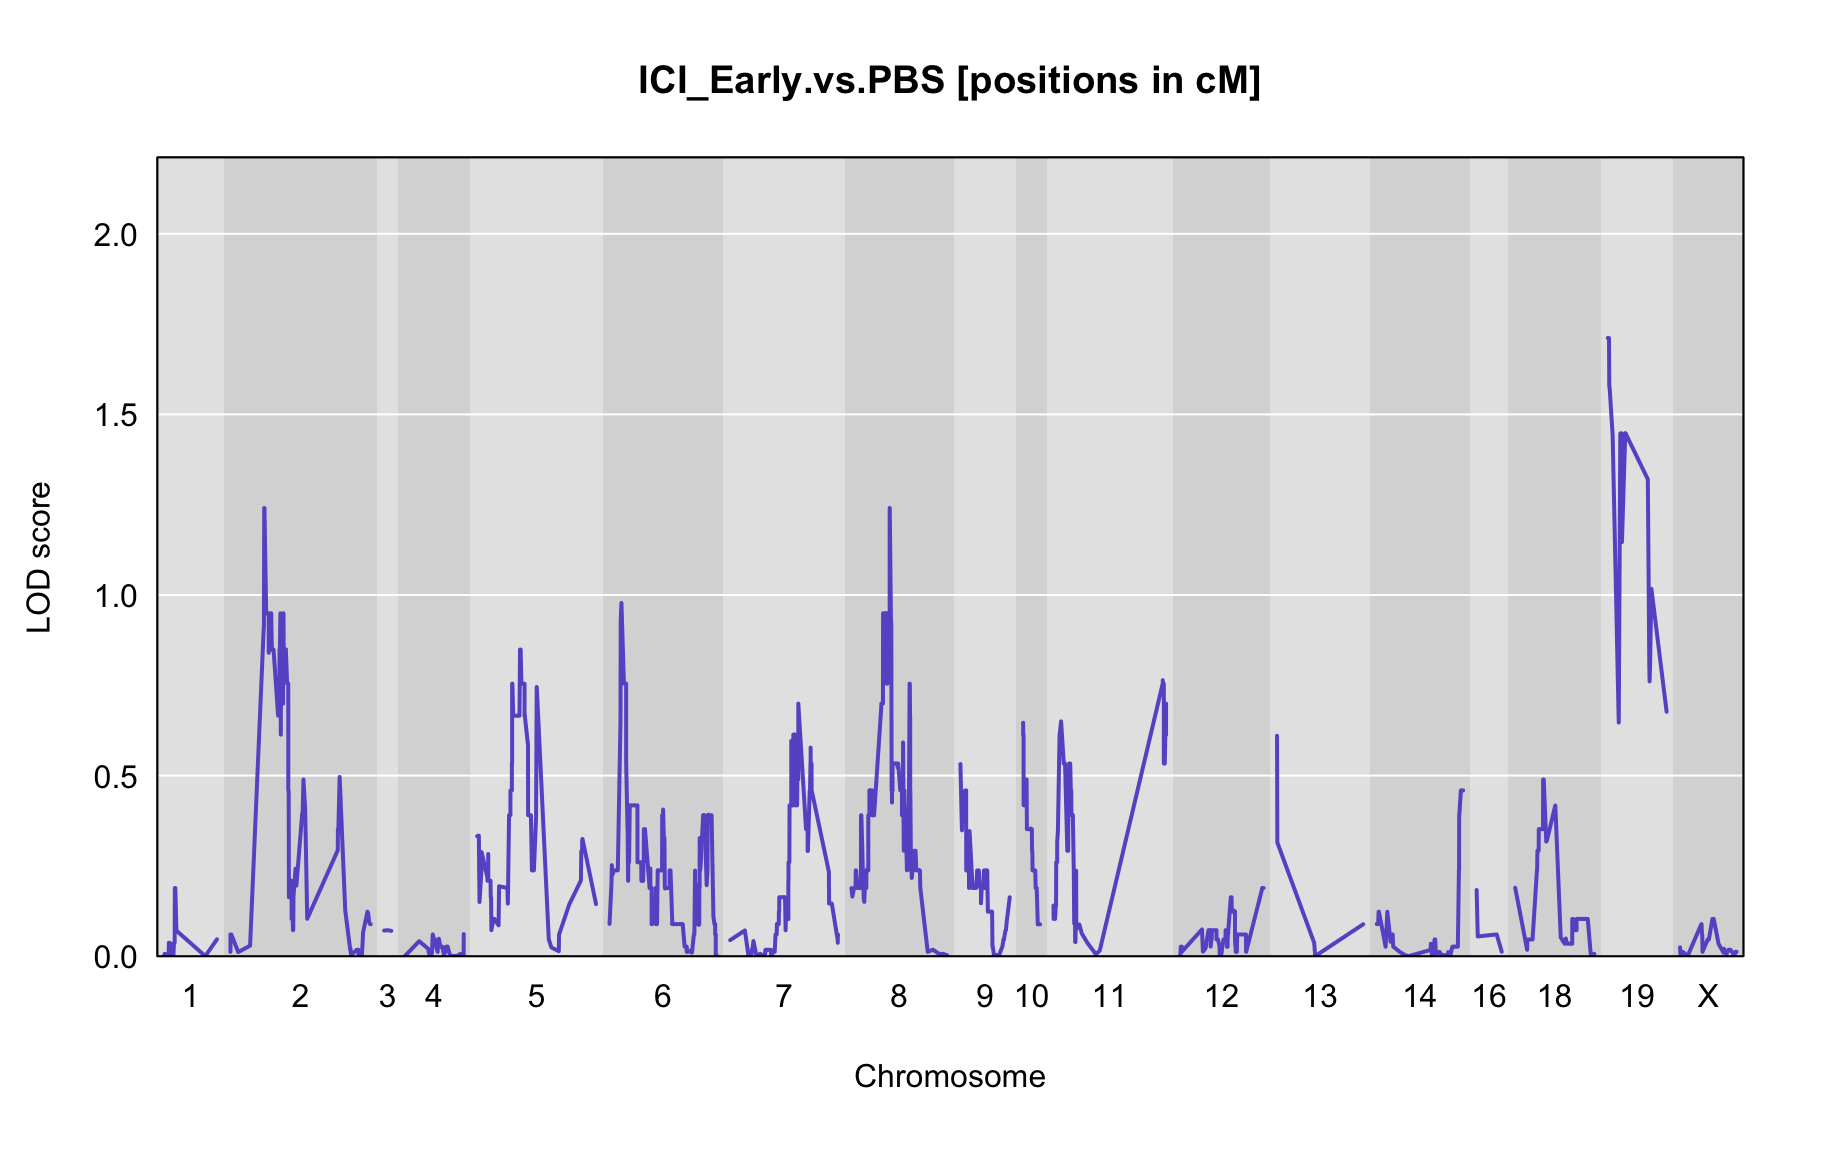 ICI_Early.vs.PBS [positions in cM]
2.0
1.5
1.0
0.5
0.0
LOD score
1 2 3 4 5 6 7 8 9 10 11 12 13 14 16 18 19 X
Chromosome